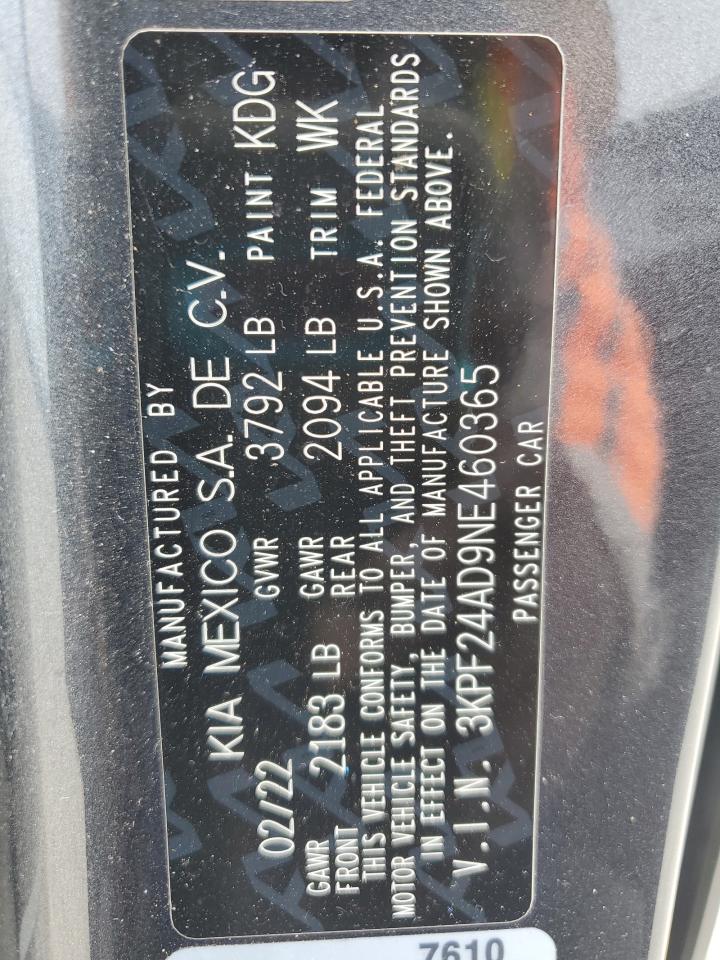 MANUFACTURED BY
KIA MEXICO S.A. DE C.V.
02/22 GVWR 3792 LB PAINT KDG
GAWR FRONT 2183 LB GAWR REAR 2094 LB TRIM WK
THIS VEHICLE CONFORMS TO ALL APPLICABLE U.S.A. FEDERAL
MOTOR VEHICLE SAFETY, BUMPER, AND THEFT PREVENTION STANDARDS
IN EFFECT ON THE DATE OF MANUFACTURE SHOWN ABOVE.
V.I.N. 3KPF24AD9NE460365
PASSENGER CAR
7610